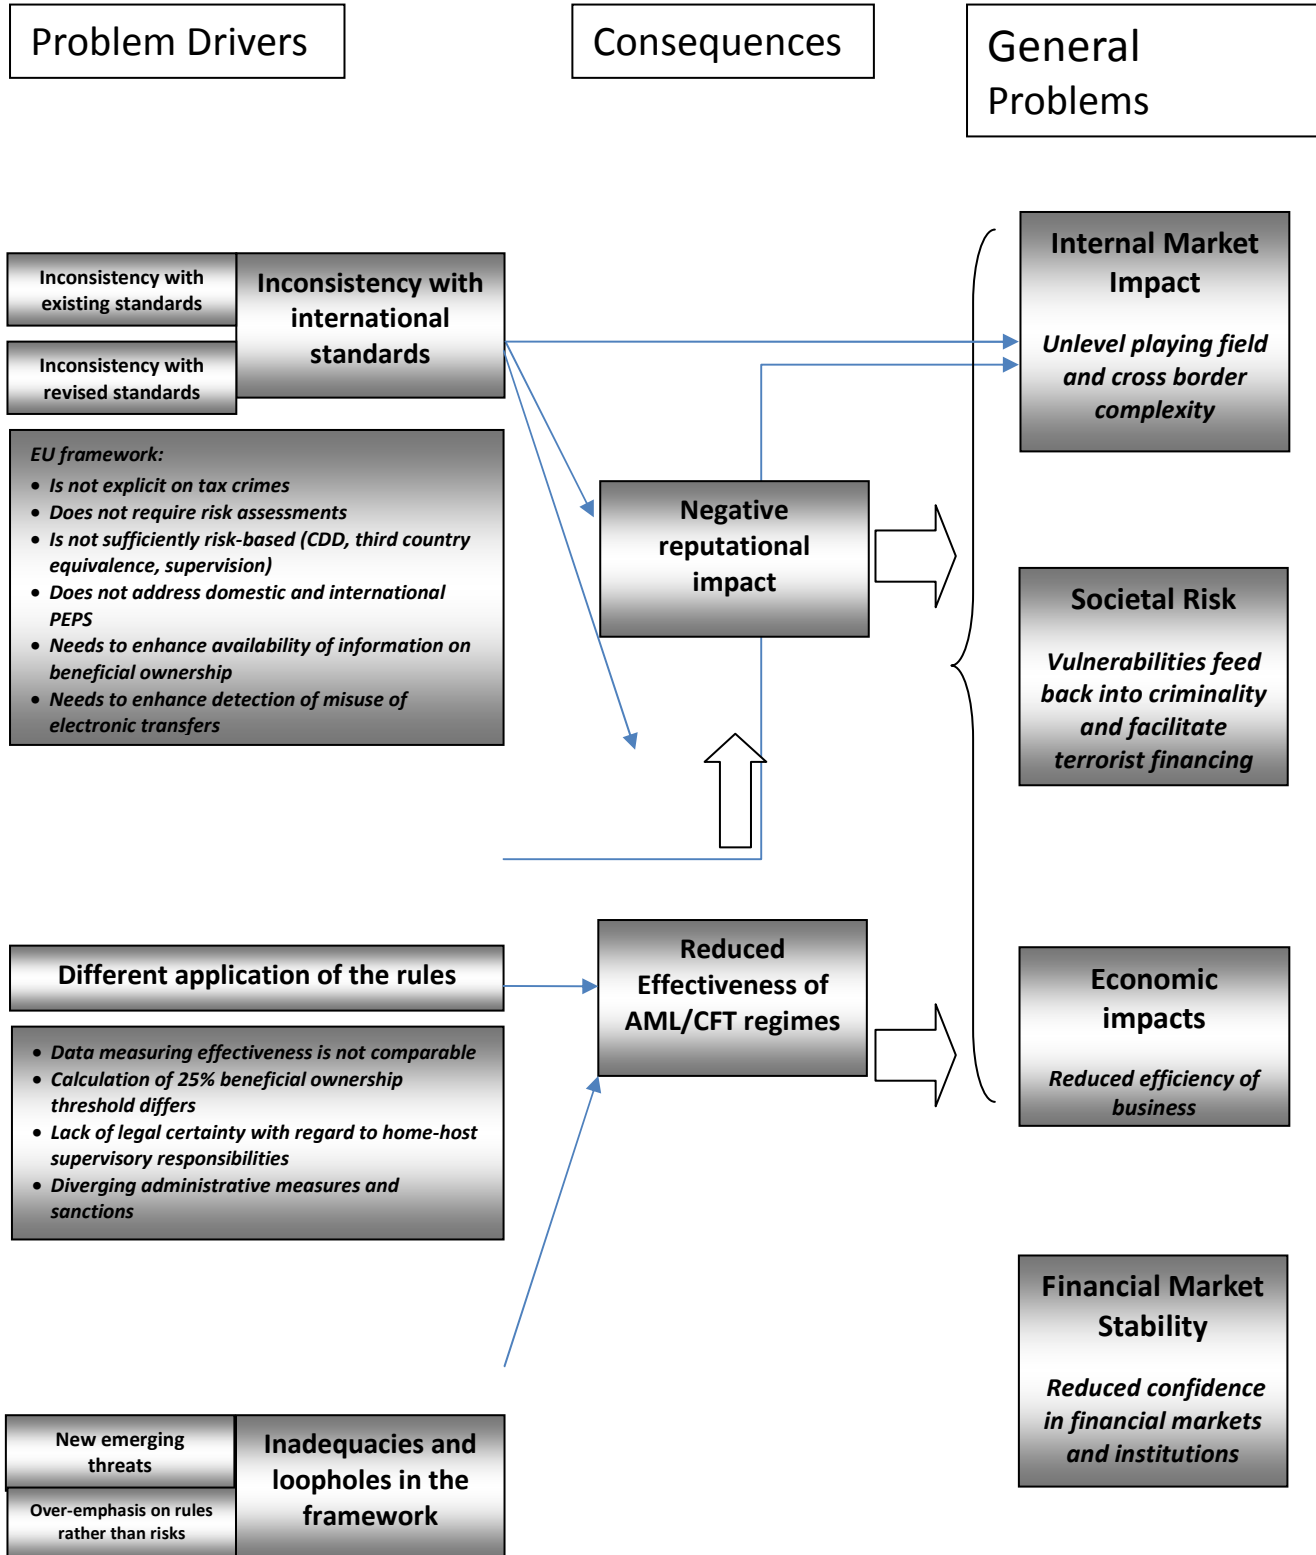 Problem Drivers
Consequences
General
Problems
Inconsistency with
existing standards
Inconsistency with
revised standards
Inconsistency with
international
standards
EU framework:
• Is not explicit on tax crimes
• Does not require risk assessments
• Is not sufficiently risk-based (CDD, third country
equivalence, supervision)
• Does not address domestic and international
PEPS
• Needs to enhance availability of information on
beneficial ownership
• Needs to enhance detection of misuse of
electronic transfers
Negative
reputational
impact
Internal Market
Impact
Unlevel playing field
and cross border
complexity
Societal Risk
Vulnerabilities feed
back into criminality
and facilitate
terrorist financing
Different application of the rules
• Data measuring effectiveness is not comparable
• Calculation of 25% beneficial ownership
threshold differs
• Lack of legal certainty with regard to home-host
supervisory responsibilities
• Diverging administrative measures and
sanctions
Reduced
Effectiveness of
AML/CFT regimes
Economic
impacts
Reduced efficiency of
business
Financial Market
Stability
Reduced confidence
in financial markets
and institutions
New emerging
threats
Over-emphasis on rules
rather than risks
Inadequacies and
loopholes in the
framework